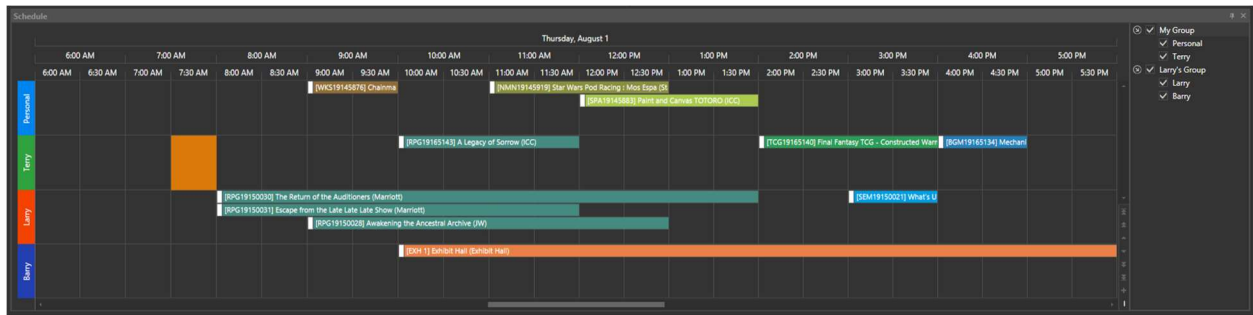 Schedule
Thursday, August 1
6:00 AM 7:00 AM 8:00 AM 9:00 AM 10:00 AM 11:00 AM 12:00 PM 1:00 PM 2:00 PM 3:00 PM 4:00 PM 5:00 PM
6:00 AM 6:30 AM 7:00 AM 7:30 AM 8:00 AM 8:30 AM 9:00 AM 9:30 AM 10:00 AM 10:30 AM 11:00 AM 11:30 AM 12:00 PM 12:30 PM 1:00 PM 1:30 PM 2:00 PM 2:30 PM 3:00 PM 3:30 PM 4:00 PM 4:30 PM 5:00 PM 5:30 PM
Personal
[WKS19145876] Chainma
[NMN19145919] Star Wars Pod Racing : Mos Espa (St
[SPA19145883] Paint and Canvas TOTORO (ICC)
Terry
[RPG19165143] A Legacy of Sorrow (ICC)
[TCG19165140] Final Fantasy TCG - Constructed Warr
[BGM19165134] Mechani
Larry
[RPG19150030] The Return of the Auditioners (Marriott)
[SEM19150021] What's U
[RPG19150031] Escape from the Late Late Late Show (Marriott)
[RPG19150028] Awakening the Ancestral Archive (JW)
Barry
[EXH 1] Exhibit Hall (Exhibit Hall)
My Group
Personal
Terry
Larry's Group
Larry
Barry